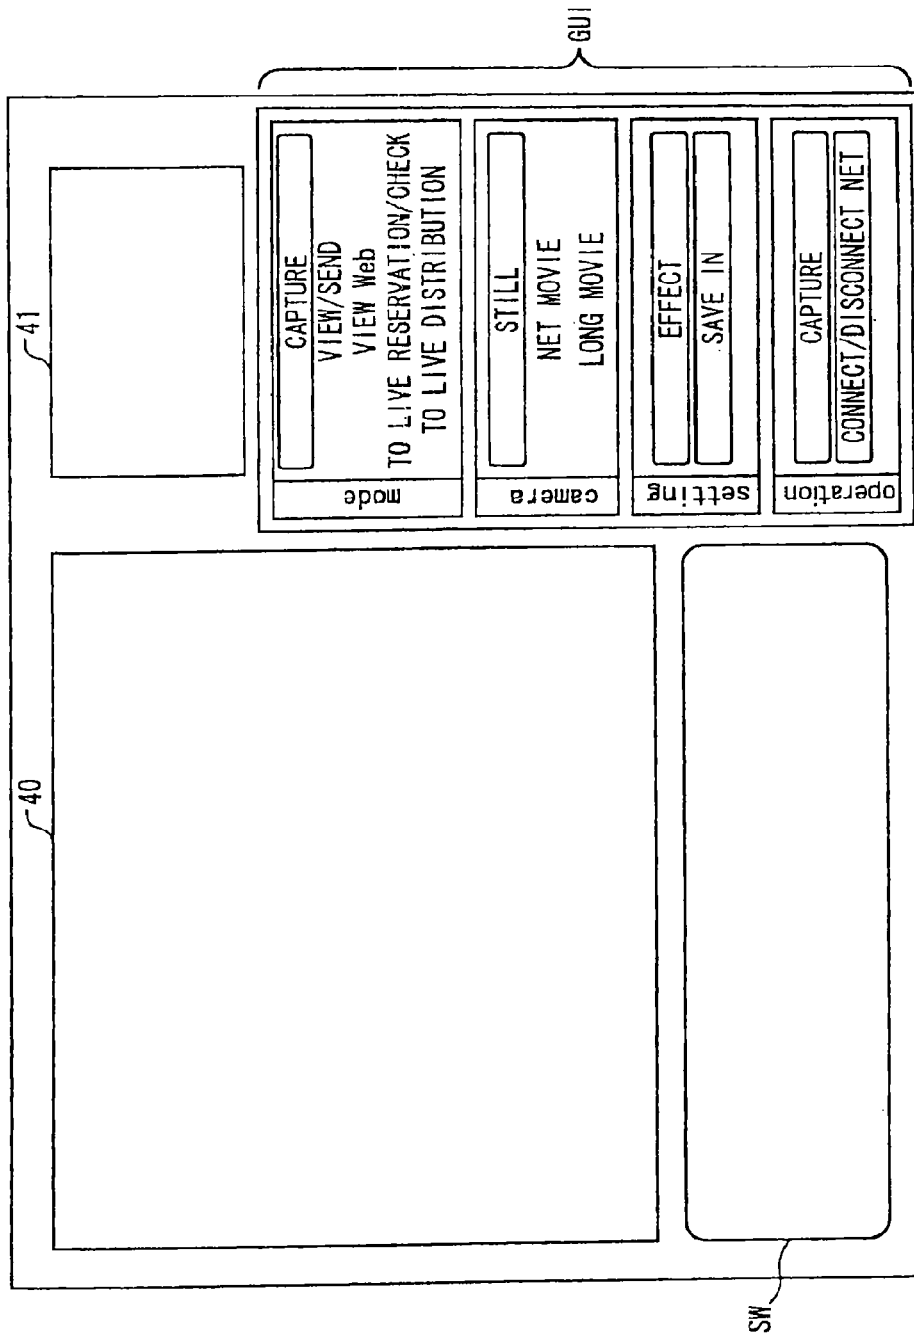 40
41
mode
CAPTURE
VIEW/SEND
VIEW Web
TO LIVE RESERVATION/CHECK
TO LIVE DISTRIBUTION
camera
STILL
NET MOVIE
LONG MOVIE
setting
EFFECT
SAVE IN
operation
CAPTURE
CONNECT/DISCONNECT NET
GUI
SW